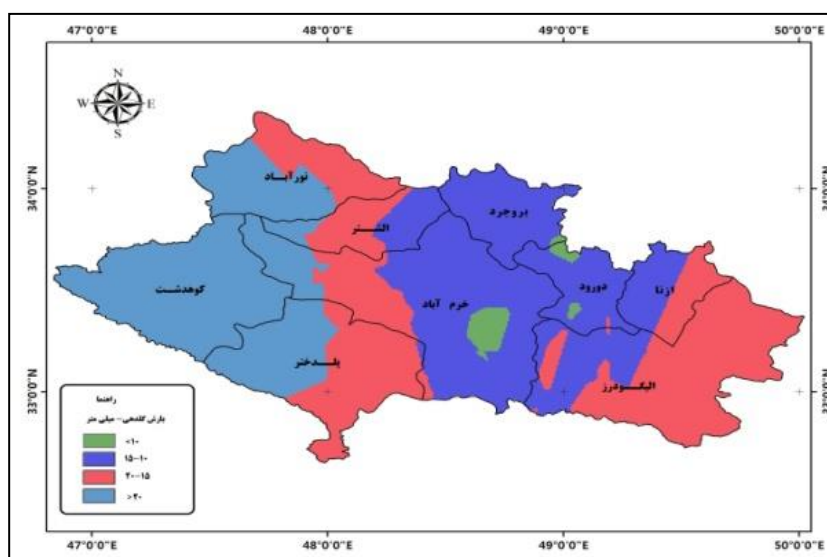 47°0'0"E 48°0'0"E 49°0'0"E 50°0'0"E
N
W E
S
34°0'0"N 34°0'0"N
نورآباد
بروجرد
الشتر
کوهدشت
خرم آباد
دورود
ازنا
پلدختر
الیگودرز
33°0'0"N 33°0'0"N
راهنما
بارش گلدهی- میلی متر
<۱۰
۱۵-۱۰
۲۰-۱۵
>۲۰
47°0'0"E 48°0'0"E 49°0'0"E 50°0'0"E